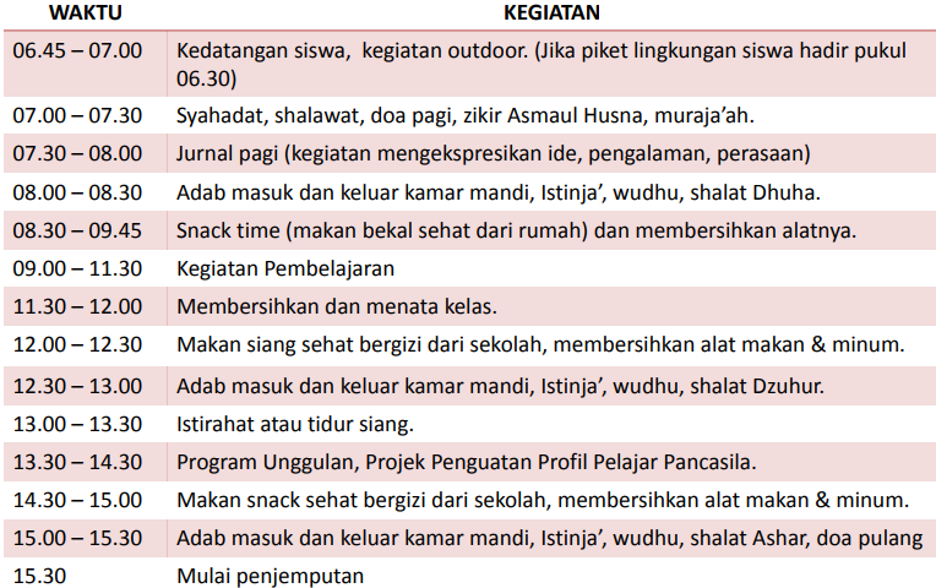 WAKTU KEGIATAN
06.45 – 07.00 Kedatangan siswa, kegiatan outdoor. (Jika piket lingkungan siswa hadir pukul
06.30)
07.00 – 07.30 Syahadat, shalawat, doa pagi, zikir Asmaul Husna, muraja’ah.
07.30 – 08.00 Jurnal pagi (kegiatan mengekspresikan ide, pengalaman, perasaan)
08.00 – 08.30 Adab masuk dan keluar kamar mandi, Istinja’, wudhu, shalat Dhuha.
08.30 – 09.45 Snack time (makan bekal sehat dari rumah) dan membersihkan alatnya.
09.00 – 11.30 Kegiatan Pembelajaran
11.30 – 12.00 Membersihkan dan menata kelas.
12.00 – 12.30 Makan siang sehat bergizi dari sekolah, membersihkan alat makan & minum.
12.30 – 13.00 Adab masuk dan keluar kamar mandi, Istinja’, wudhu, shalat Dzuhur.
13.00 – 13.30 Istirahat atau tidur siang.
13.30 – 14.30 Program Unggulan, Projek Penguatan Profil Pelajar Pancasila.
14.30 – 15.00 Makan snack sehat bergizi dari sekolah, membersihkan alat makan & minum.
15.00 – 15.30 Adab masuk dan keluar kamar mandi, Istinja’, wudhu, shalat Ashar, doa pulang
15.30 Mulai penjemputan